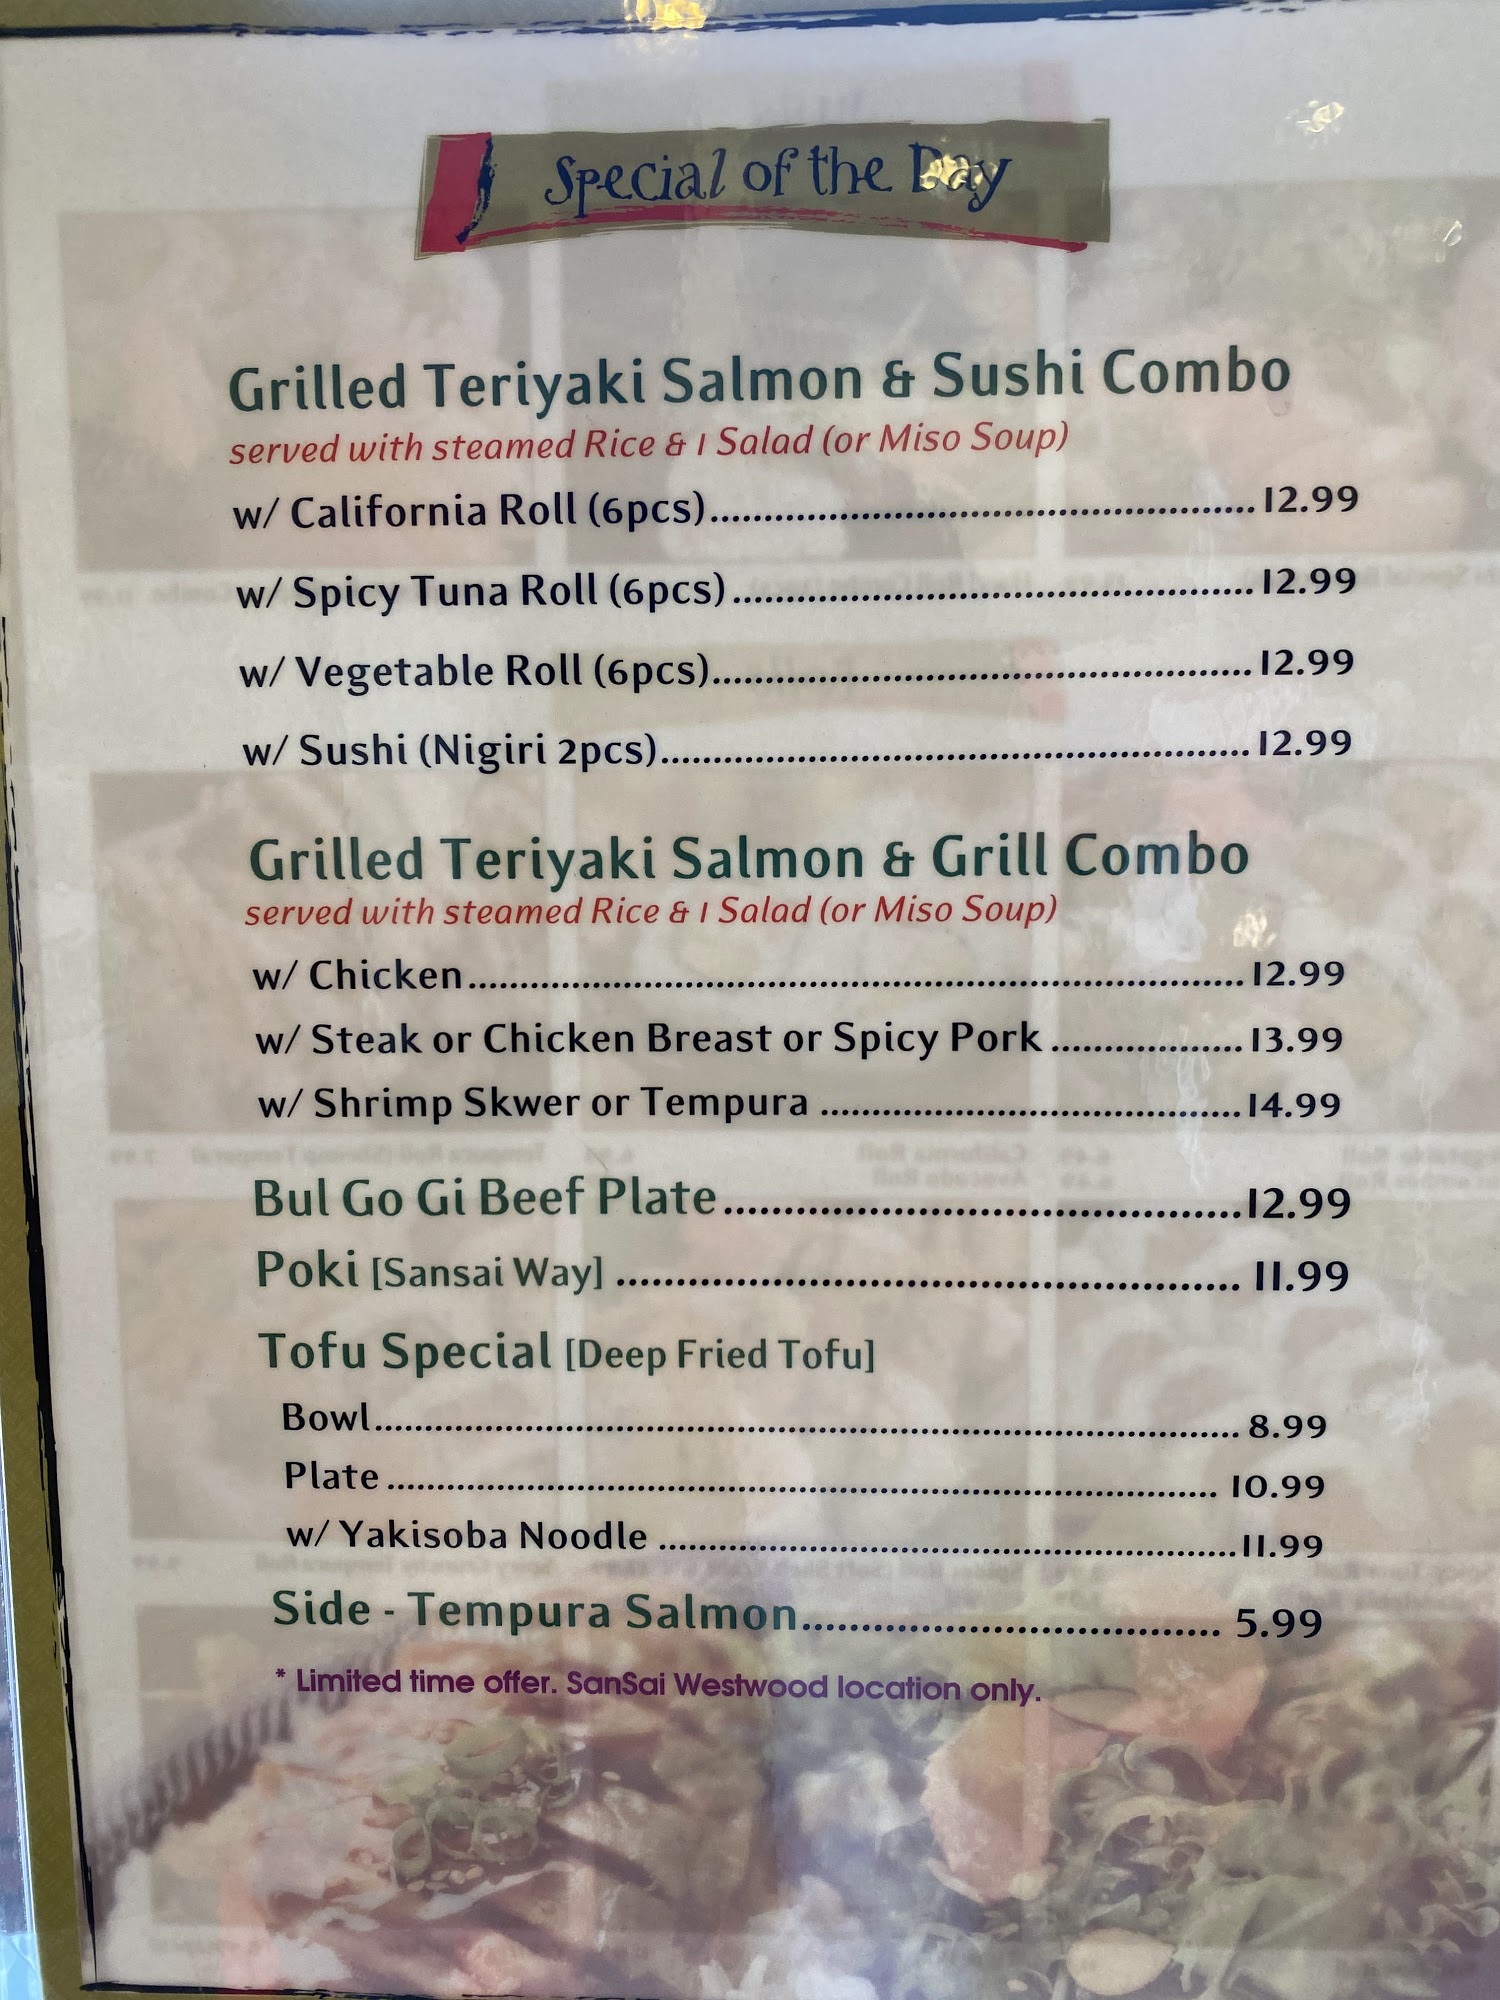 Special of the Day
Grilled Teriyaki Salmon & Sushi Combo
served with steamed Rice & 1 Salad (or Miso Soup)
w/ California Roll (6pcs)..................................................12.99
w/ Spicy Tuna Roll (6pcs)..................................................12.99
w/ Vegetable Roll (6pcs)..................................................12.99
w/ Sushi (Nigiri 2pcs)..................................................12.99
Grilled Teriyaki Salmon & Grill Combo
served with steamed Rice & 1 Salad (or Miso Soup)
w/ Chicken..................................................12.99
w/ Steak or Chicken Breast or Spicy Pork ...................13.99
w/ Shrimp Skwer or Tempura ........................................14.99
Bul Go Gi Beef Plate..........................................12.99
Poki [Sansai Way] .................................................. 11.99
Tofu Special [Deep Fried Tofu]
Bowl.................................................. 8.99
Plate .................................................. 10.99
w/ Yakisoba Noodle ..................................................11.99
Side - Tempura Salmon.................................. 5.99
* Limited time offer. SanSai Westwood location only.